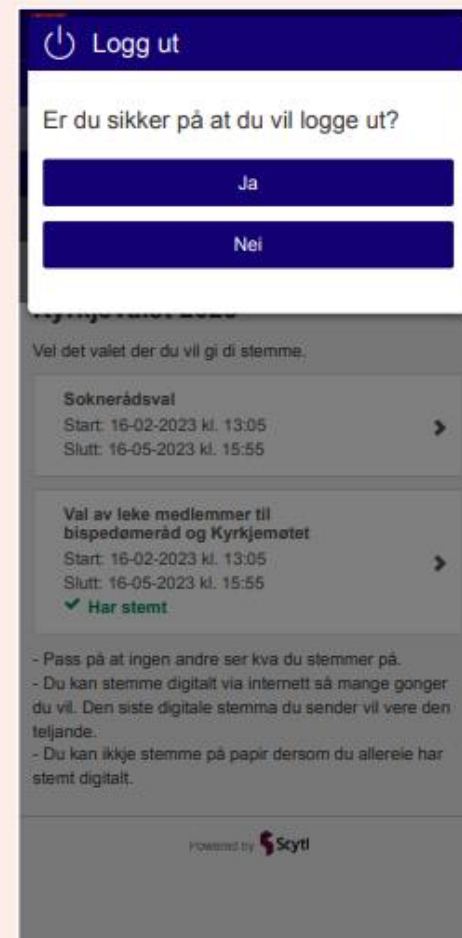 Logg ut
Er du sikker på at du vil logge ut?
Ja
Nei
Vel det valet der du vil gi di stemme.
Soknerådsval
Start: 16-02-2023 kl. 13:05
Slutt: 16-05-2023 kl. 15:55
Val av leke medlemmer til
bispedømeråd og Kyrkjemøtet
Start: 16-02-2023 kl. 13:05
Slutt: 16-05-2023 kl. 15:55
Har stemt
- Pass på at ingen andre ser kva du stemmer på.
- Du kan stemme digitalt via internett så mange gonger
du vil. Den siste digitale stemma du sender vil vere den
teljande.
- Du kan ikkje stemme på papir dersom du allereie har
stemt digitalt.
Powered by Scytl